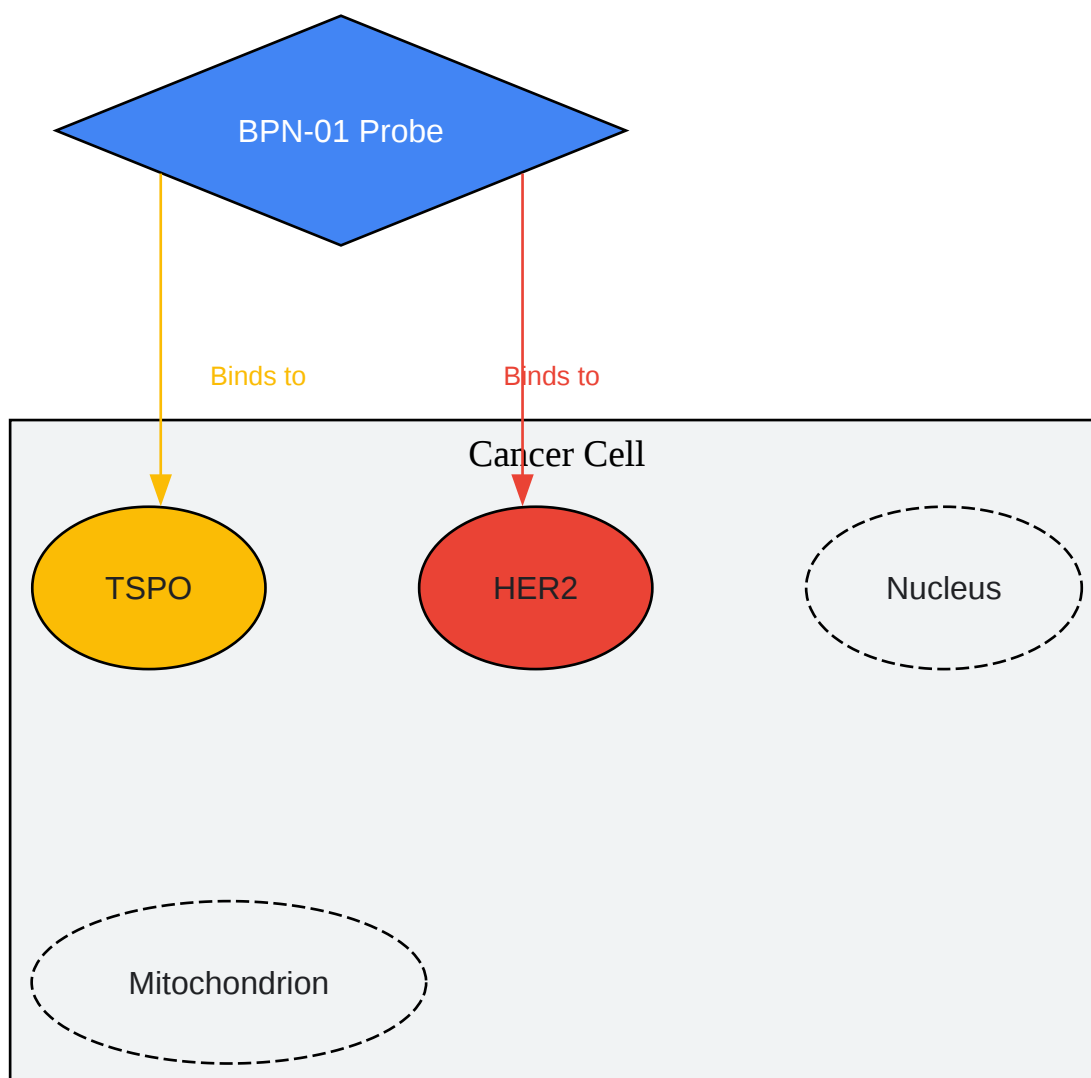 BPN-01 Probe
Binds to
Binds to
Cancer Cell
TSPO
HER2
Nucleus
Mitochondrion